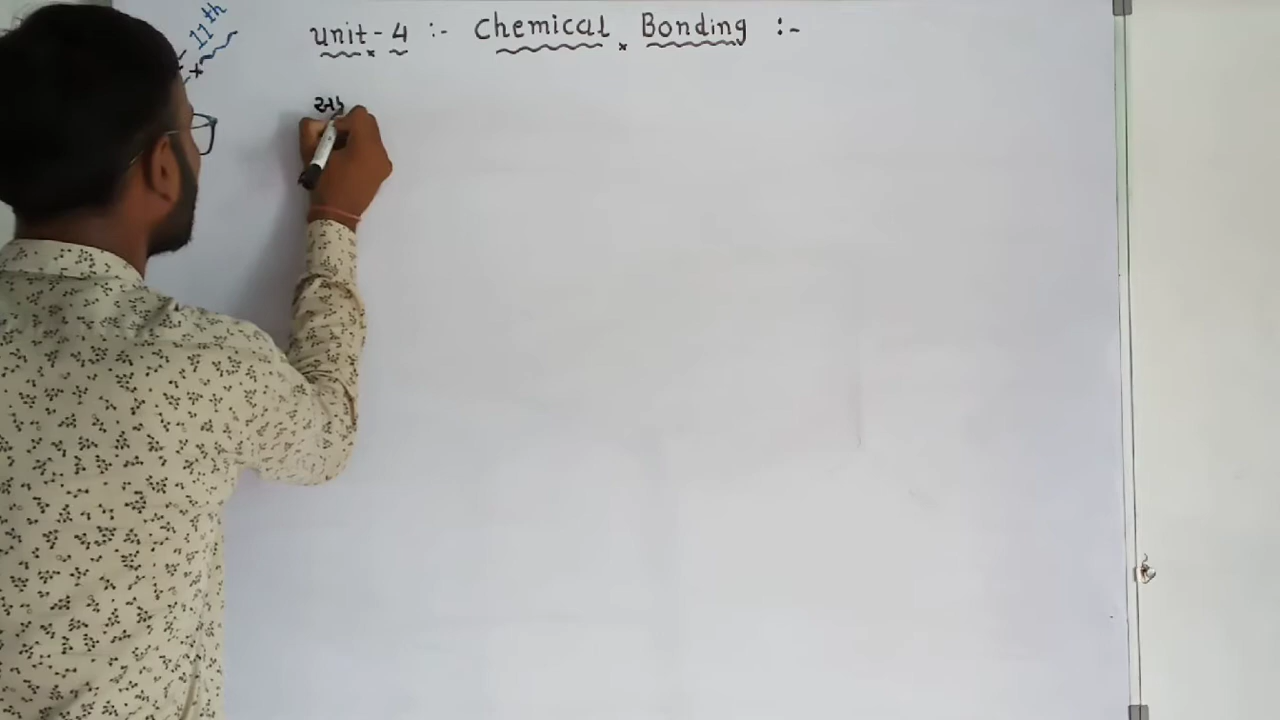 11th
Unit-4 :- Chemical Bonding :-